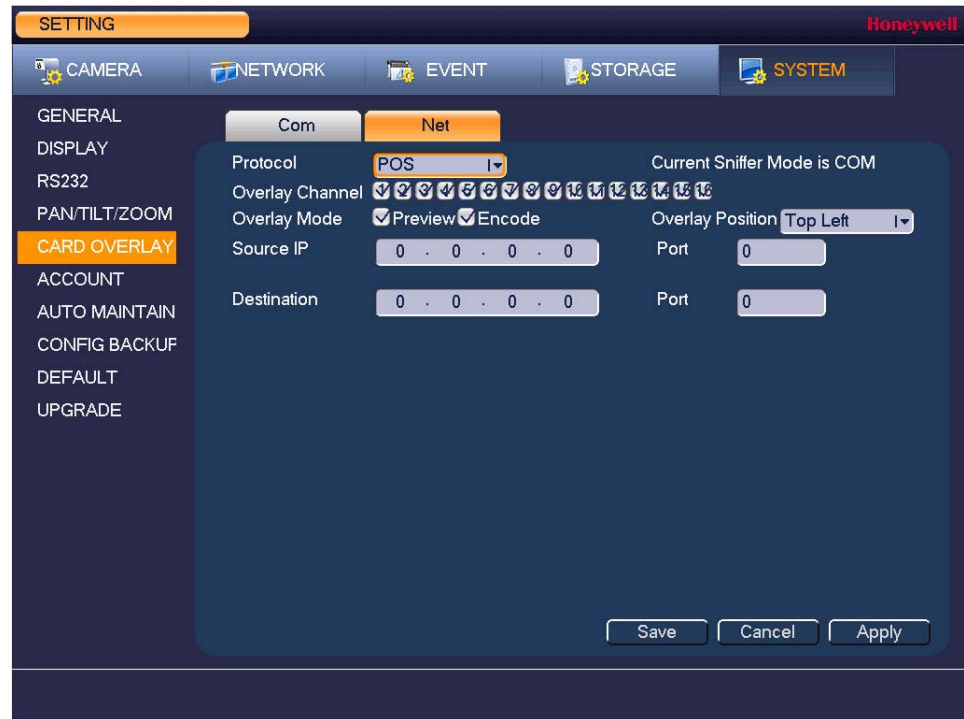 SETTING
Honeywell
CAMERA NETWORK EVENT STORAGE SYSTEM
GENERAL
DISPLAY
RS232
PAN/TILT/ZOOM
CARD OVERLAY
ACCOUNT
AUTO MAINTAIN
CONFIG BACKUF
DEFAULT
UPGRADE
Com Net
Protocol POS Current Sniffer Mode is COM
Overlay Channel 1 2 3 4 5 6 7 8 9 10 11 12 13 14 15 16
Overlay Mode Preview Encode Overlay Position Top Left
Source IP 0 . 0 . 0 . 0 Port 0
Destination 0 . 0 . 0 . 0 Port 0
Save Cancel Apply